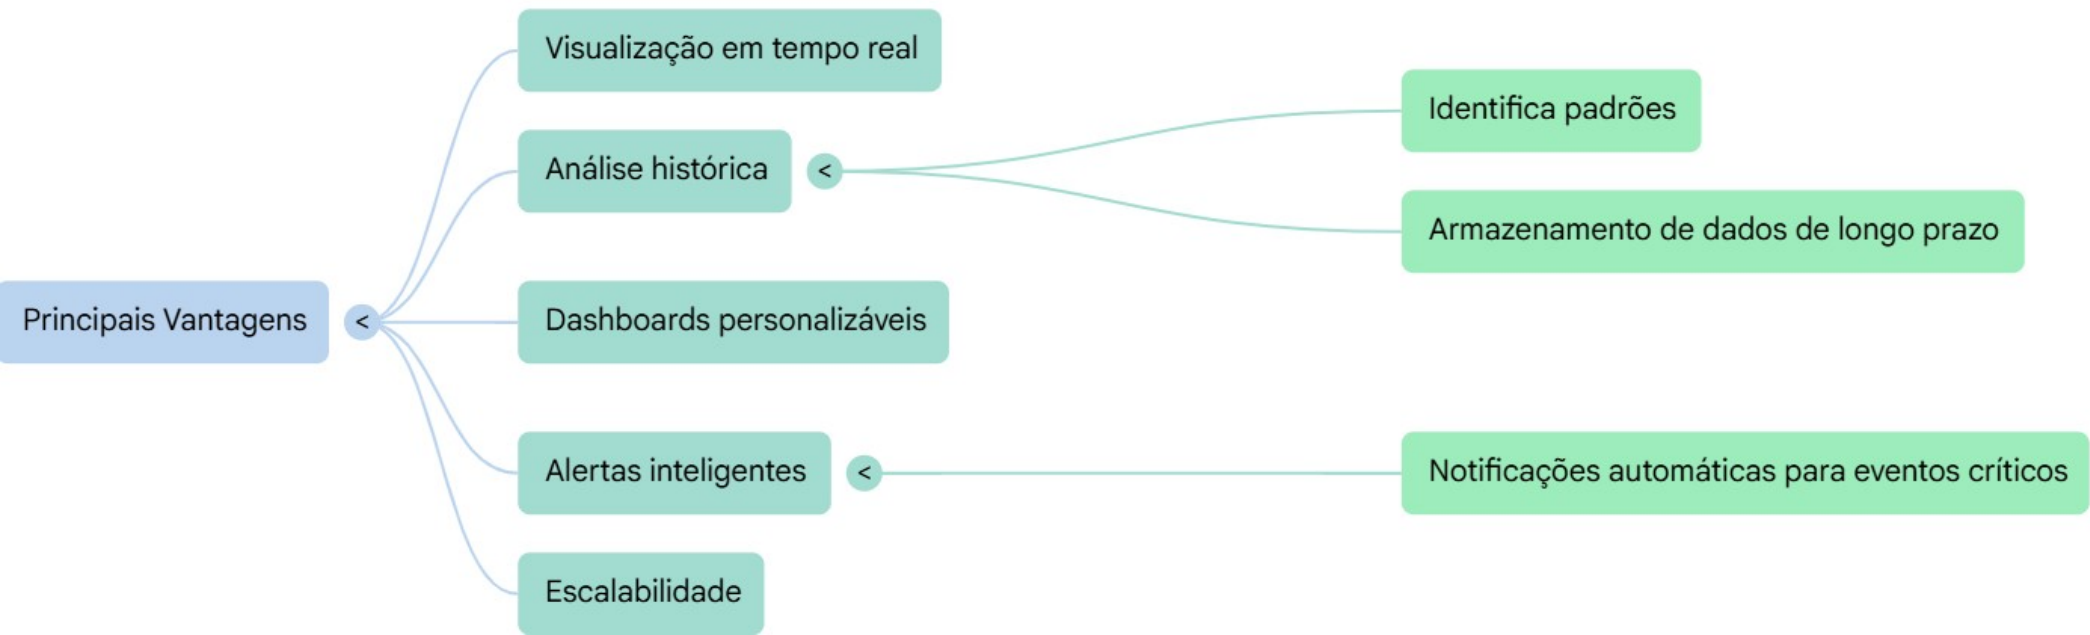 Principais Vantagens
<
Visualização em tempo real
Análise histórica
<
Identifica padrões
Armazenamento de dados de longo prazo
Dashboards personalizáveis
Alertas inteligentes
<
Notificações automáticas para eventos críticos
Escalabilidade